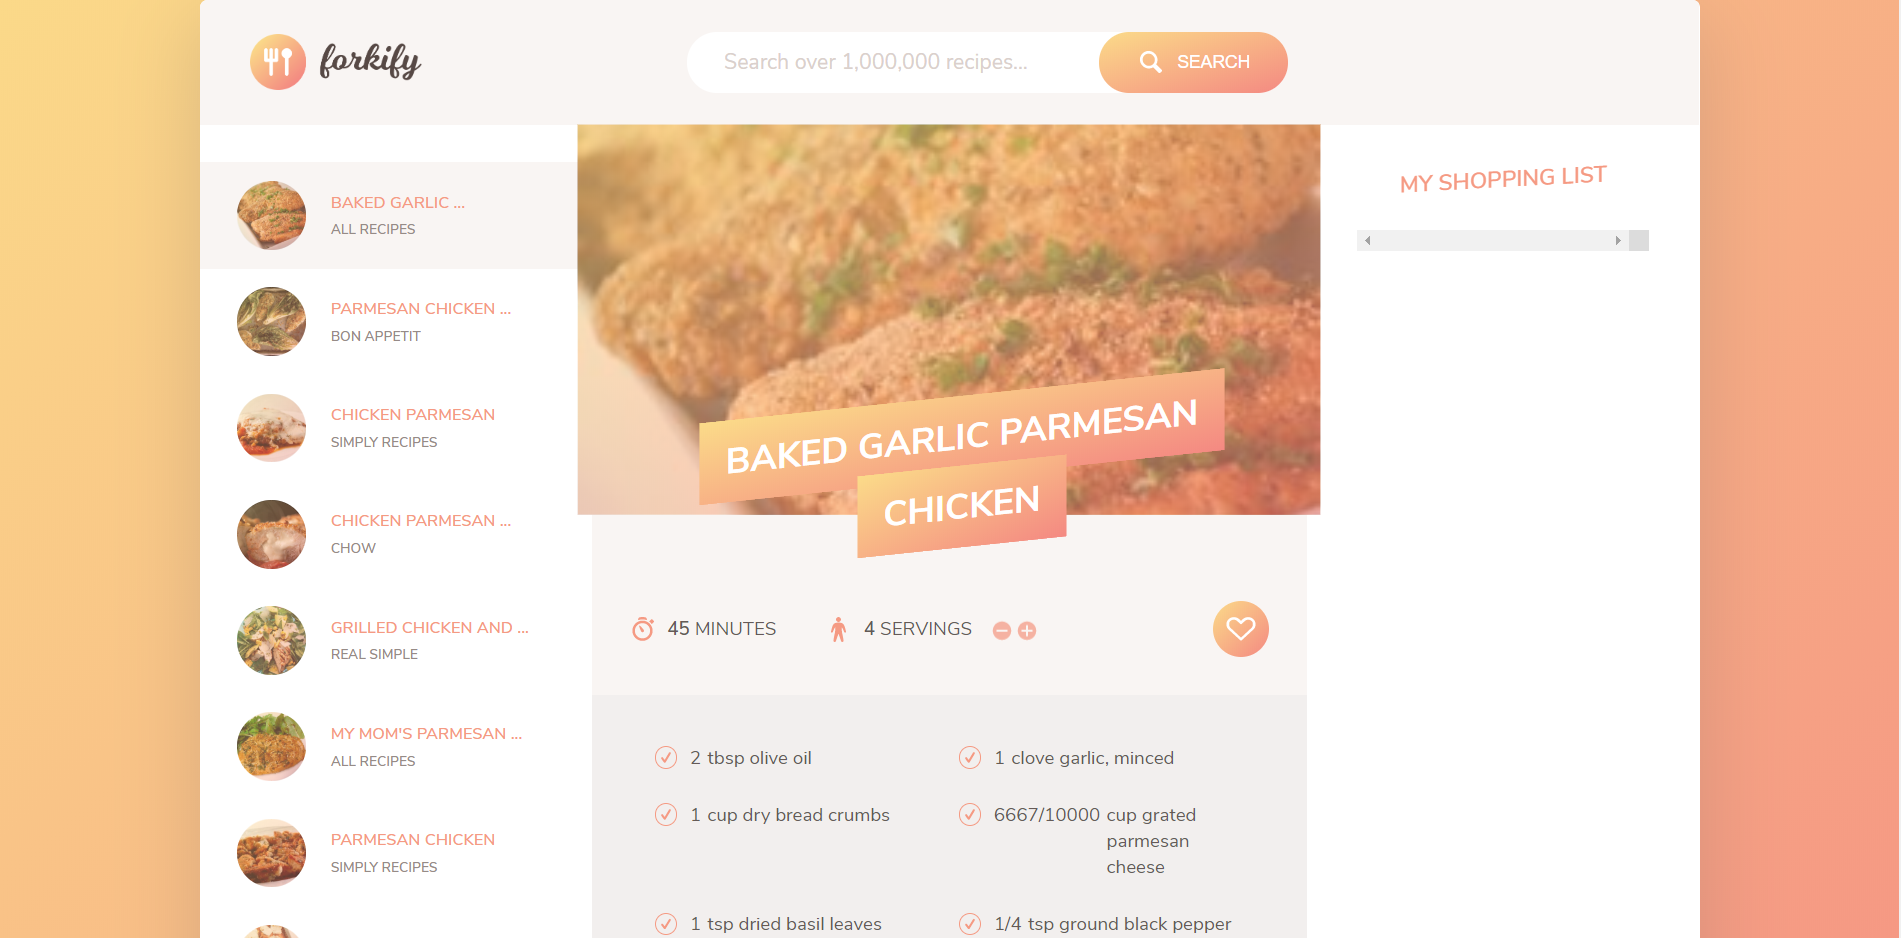 forkify
Search over 1,000,000 recipes...
SEARCH
BAKED GARLIC ...
ALL RECIPES
PARMESAN CHICKEN ...
BON APPETIT
CHICKEN PARMESAN
SIMPLY RECIPES
CHICKEN PARMESAN ...
CHOW
GRILLED CHICKEN AND ...
REAL SIMPLE
MY MOM'S PARMESAN ...
ALL RECIPES
PARMESAN CHICKEN
SIMPLY RECIPES
BAKED GARLIC PARMESAN
CHICKEN
45 MINUTES
4 SERVINGS
2 tbsp olive oil
1 clove garlic, minced
1 cup dry bread crumbs
6667/10000 cup grated
parmesan
cheese
1 tsp dried basil leaves
1/4 tsp ground black pepper
MY SHOPPING LIST